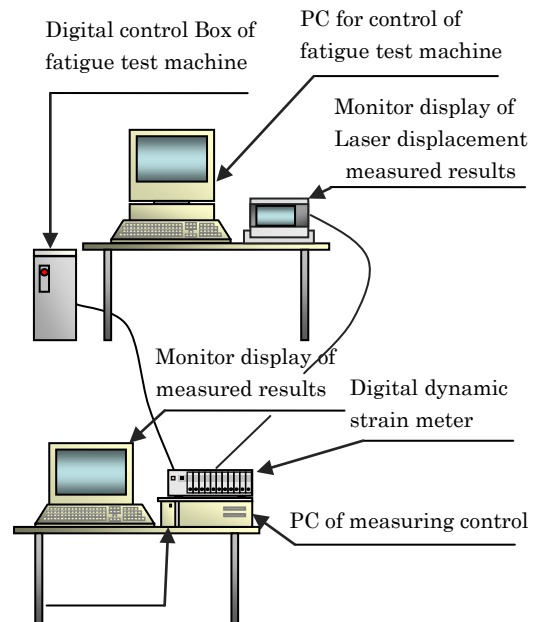 Digital control Box of
fatigue test machine
PC for control of
fatigue test machine
Monitor display of
Laser displacement
measured results
Monitor display of
measured results
Digital dynamic
strain meter
PC of measuring control